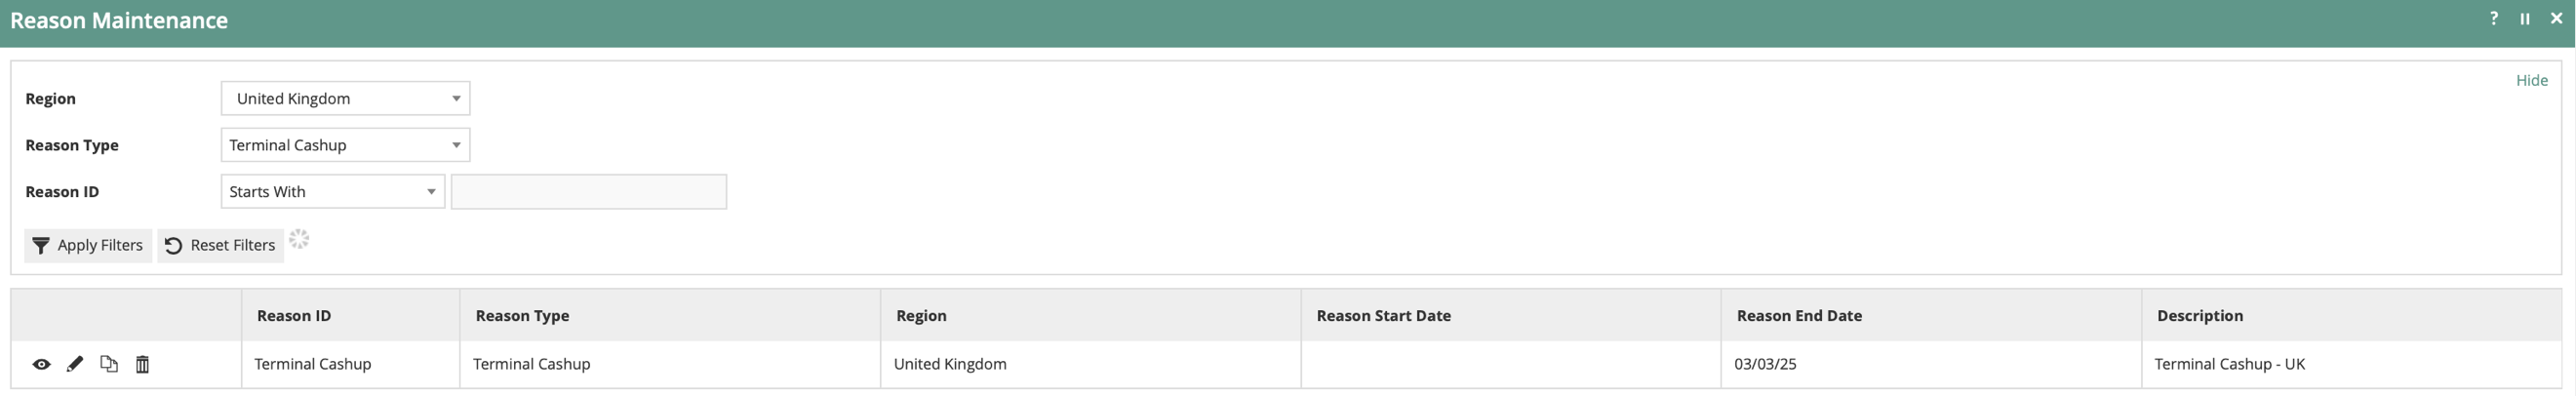 Reason Maintenance
?
Hide
Region United Kingdom
Reason Type Terminal Cashup
Reason ID Starts With
Apply Filters Reset Filters
Reason ID Reason Type Region Reason Start Date Reason End Date Description
Terminal Cashup Terminal Cashup United Kingdom 03/03/25 Terminal Cashup - UK